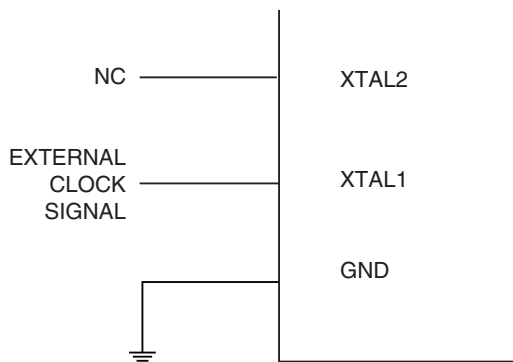 NC
XTAL2
EXTERNAL
CLOCK
SIGNAL
XTAL1
GND